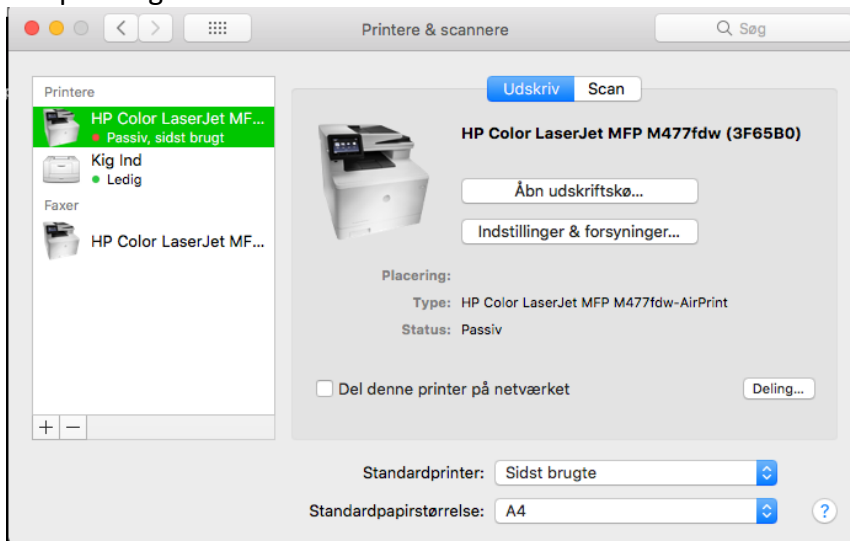 Printere & scannere
Søg
Printere
HP Color LaserJet MF...
Passiv, sidst brugt
Kig Ind
Ledig
Faxer
HP Color LaserJet MF...
Udskriv Scan
HP Color LaserJet MFP M477fdw (3F65B0)
Åbn udskriftskø...
Indstillinger & forsyninger...
Placering:
Type: HP Color LaserJet MFP M477fdw-AirPrint
Status: Passiv
Del denne printer på netværket
Deling...
+ −
Standardprinter: Sidst brugte
Standardpapirstørrelse: A4
?